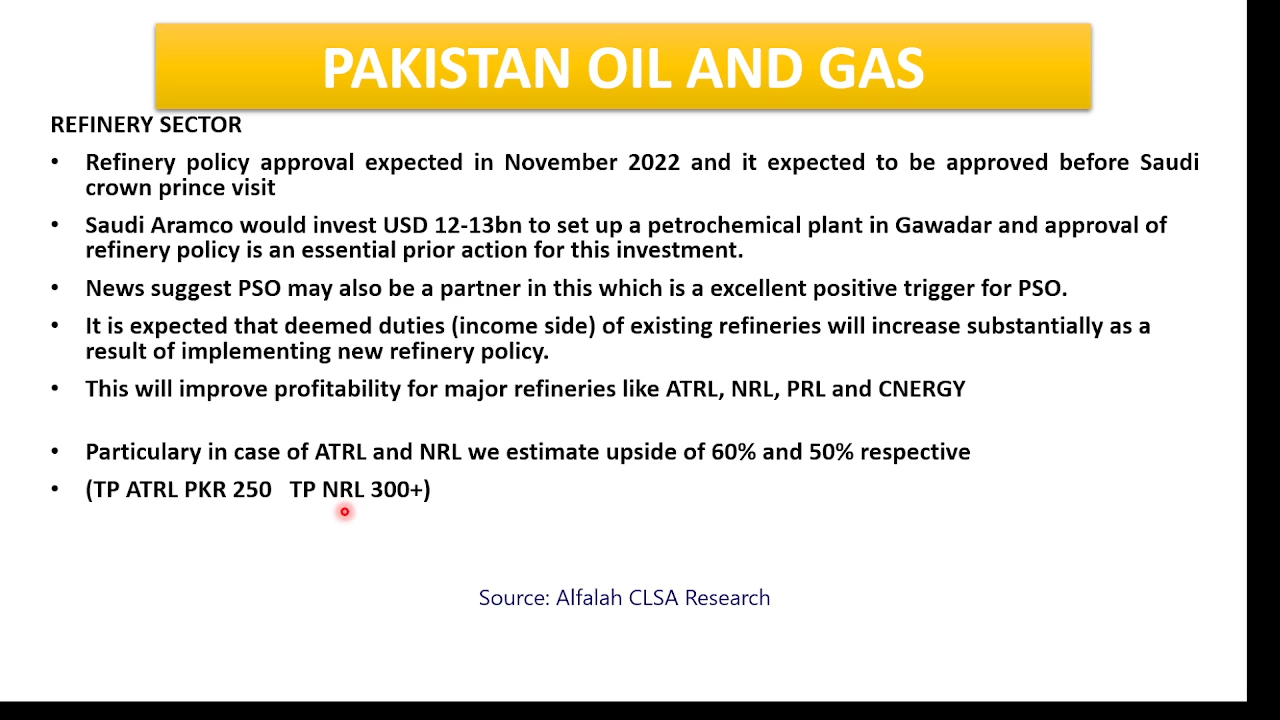 PAKISTAN OIL AND GAS
REFINERY SECTOR
• Refinery policy approval expected in November 2022 and it expected to be approved before Saudi
crown prince visit
• Saudi Aramco would invest USD 12-13bn to set up a petrochemical plant in Gawadar and approval of
refinery policy is an essential prior action for this investment.
• News suggest PSO may also be a partner in this which is a excellent positive trigger for PSO.
• It is expected that deemed duties (income side) of existing refineries will increase substantially as a
result of implementing new refinery policy.
• This will improve profitability for major refineries like ATRL, NRL, PRL and CNERGY
• Particulary in case of ATRL and NRL we estimate upside of 60% and 50% respective
• (TP ATRL PKR 250 TP NRL 300+)
Source: Alfalah CLSA Research